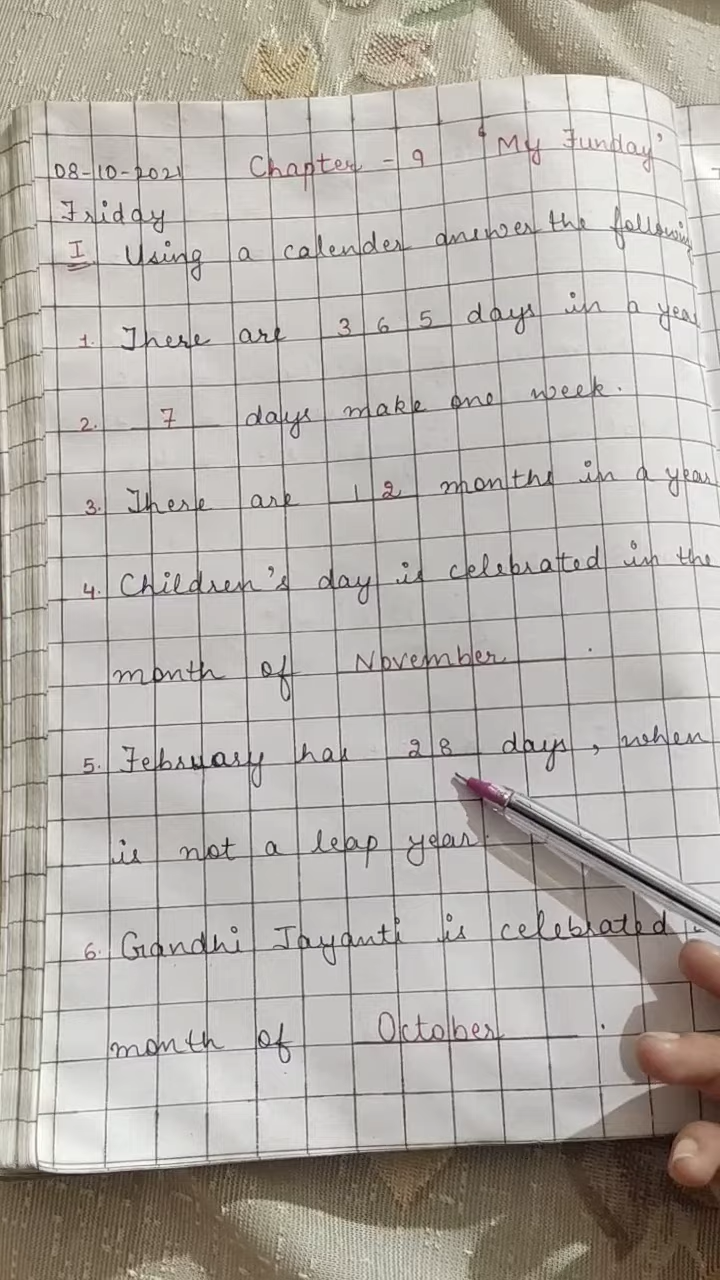 08-10-2021 Chapter - 9 'My Funday'
Friday
I. Using a calender answer the following
1. There are 365 days in a year
2. 7 days make one week.
3. There are 12 months in a year
4. Children's day is celebrated in the
month of November.
5. February has 28 days, when
is not a leap year.
6. Gandhi Jayanti is celebrated
month of October.